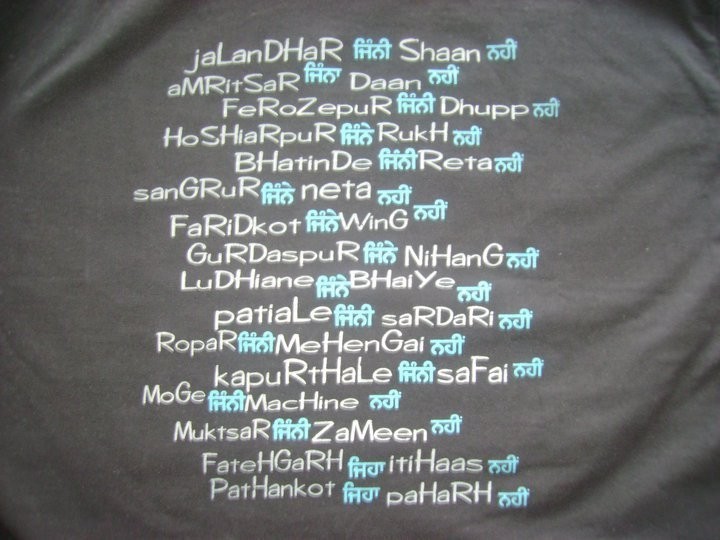 jaLanDHaR ਜਿੰਨੀ Shaan ਨਹੀਂ
aMRitSaR ਜਿੰਨਾ Daan ਨਹੀਂ
FeRoZepuR ਜਿੰਨੀ Dhupp ਨਹੀਂ
HoSHiaRpuR ਜਿੰਨੇ RukH ਨਹੀਂ
BHatinDe ਜਿੰਨੀ Reta ਨਹੀਂ
sanGRuR ਜਿੰਨੇ neta ਨਹੀਂ
FaRiDkot ਜਿੰਨੇ WinG ਨਹੀਂ
GuRDaspuR ਜਿੰਨੇ NiHanG ਨਹੀਂ
LuDHiane ਜਿੰਨੇ BHaiYe ਨਹੀਂ
patiaLe ਜਿੰਨੀ saRDaRi ਨਹੀਂ
RopaR ਜਿੰਨੀ MeHenGai ਨਹੀਂ
kapuRtHaLe ਜਿੰਨੀ saFai ਨਹੀਂ
MoGe ਜਿੰਨੀ MacHine ਨਹੀਂ
MuktsaR ਜਿੰਨੀ ZaMeen ਨਹੀਂ
FateHGaRH ਜਿਹਾ itiHaas ਨਹੀਂ
PatHankot ਜਿਹਾ paHaRH ਨਹੀਂ